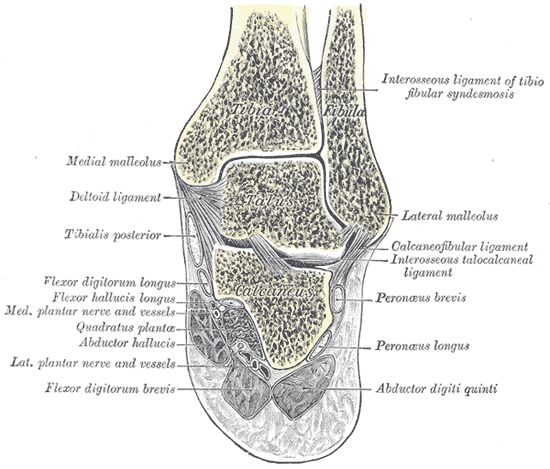 Interosseous ligament of tibio
fibular syndesmosis
Tibia
Fibula
Medial malleolus
Deltoid ligament
Talus
Lateral malleolus
Tibialis posterior
Calcaneofibular ligament
Interosseous talocalcaneal
ligament
Flexor digitorum longus
Calcaneus
Flexor hallucis longus
Peronæus brevis
Med. plantar nerve and vessels
Quadratus plantæ
Abductor hallucis
Peronæus longus
Lat. plantar nerve and vessels
Flexor digitorum brevis
Abductor digiti quinti